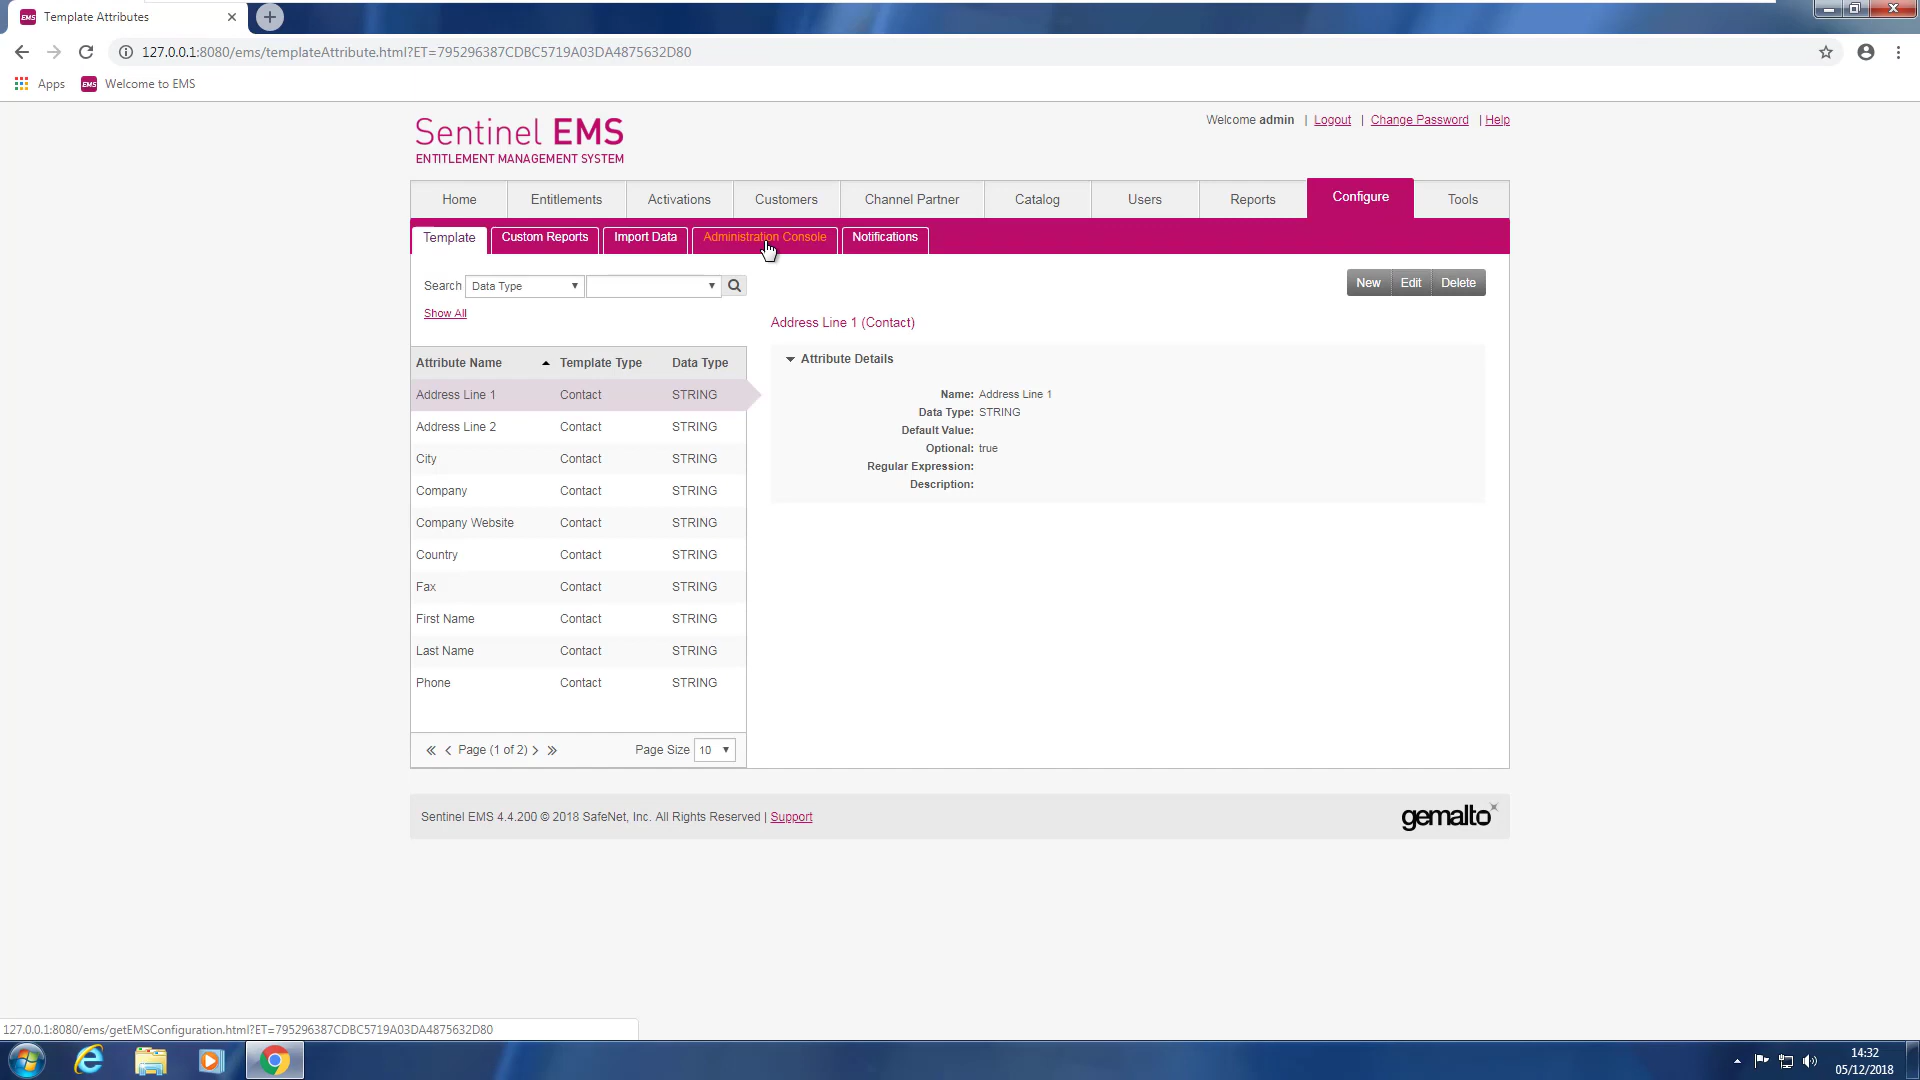 EMS Template Attributes
127.0.0.1:8080/ems/templateAttribute.html?ET=795296387CDBC5719A03DA4875632D80
Apps EMS Welcome to EMS
Sentinel EMS
ENTITLEMENT MANAGEMENT SYSTEM
Welcome admin | Logout | Change Password | Help
Home Entitlements Activations Customers Channel Partner Catalog Users Reports Configure Tools
Template Custom Reports Import Data Administration Console Notifications
Search Data Type
New Edit Delete
Show All
Address Line 1 (Contact)
Attribute Name Template Type Data Type
Attribute Details
Address Line 1 Contact STRING
Name: Address Line 1
Data Type: STRING
Address Line 2 Contact STRING
Default Value:
Optional: true
City Contact STRING
Regular Expression:
Description:
Company Contact STRING
Company Website Contact STRING
Country Contact STRING
Fax Contact STRING
First Name Contact STRING
Last Name Contact STRING
Phone Contact STRING
« < Page (1 of 2) > » Page Size 10
Sentinel EMS 4.4.200 © 2018 SafeNet, Inc. All Rights Reserved | Support
gemalto
127.0.0.1:8080/ems/getEMSConfiguration.html?ET=795296387CDBC5719A03DA4875632D80
14:32
05/12/2018